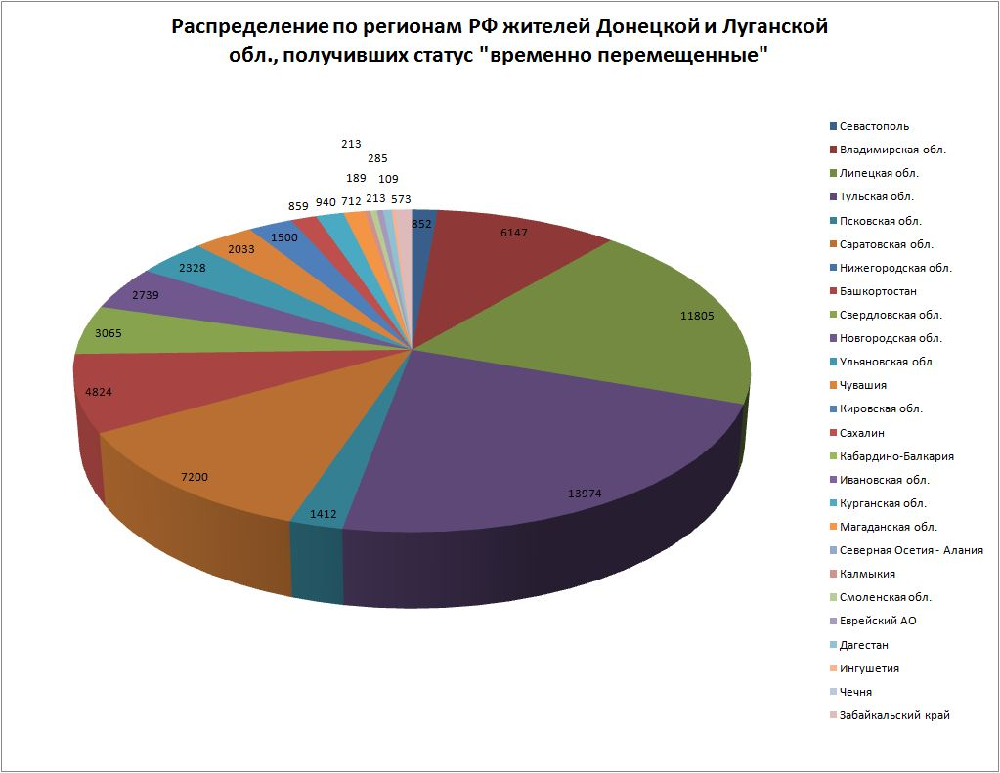 Распределение по регионам РФ жителей Донецкой и Луганской
обл., получивших статус "временно перемещенные"
213
285
189
109
859
940
712
213
573
852
6147
1500
2033
2328
2739
11805
3065
4824
7200
13974
1412
Севастополь
Владимирская обл.
Липецкая обл.
Тульская обл.
Псковская обл.
Саратовская обл.
Нижегородская обл.
Башкортостан
Свердловская обл.
Новгородская обл.
Ульяновская обл.
Чувашия
Кировская обл.
Сахалин
Кабардино-Балкария
Ивановская обл.
Курганская обл.
Магаданская обл.
Северная Осетия - Алания
Калмыкия
Смоленская обл.
Еврейский АО
Дагестан
Ингушетия
Чечня
Забайкальский край